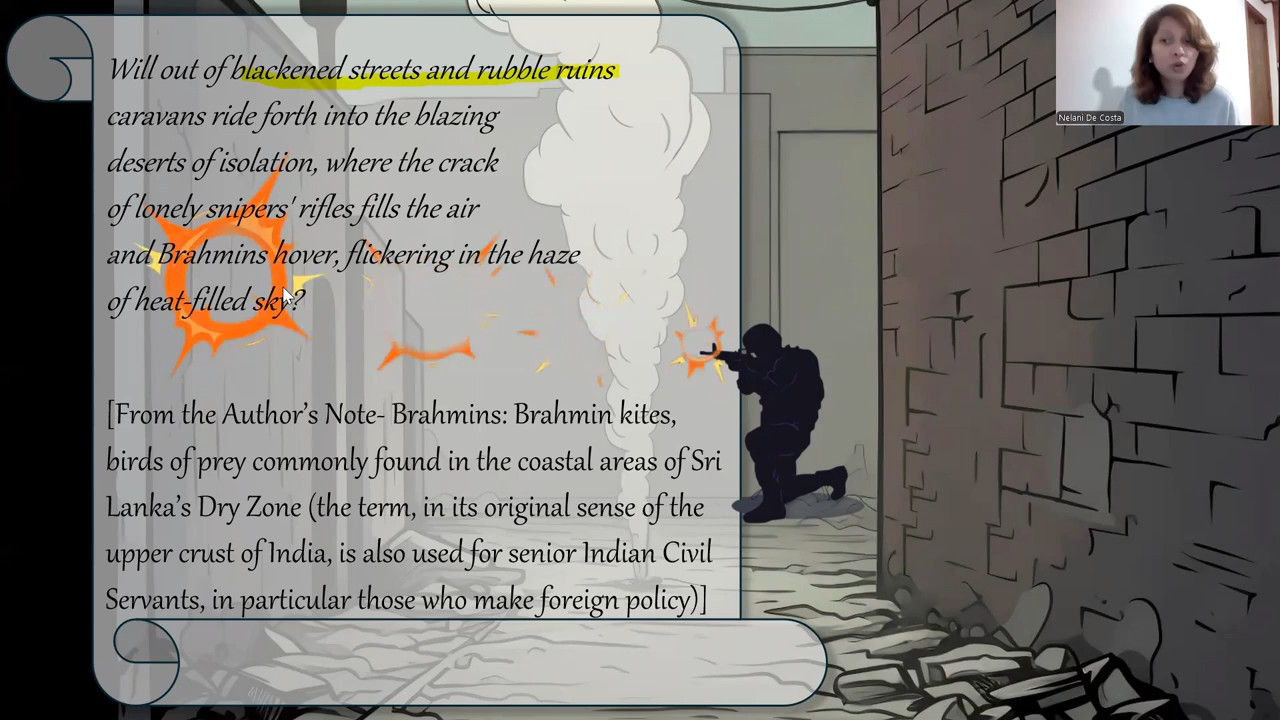 Will out of blackened streets and rubble ruins
caravans ride forth into the blazing
deserts of isolation, where the crack
of lonely snipers' rifles fills the air
and Brahmins hover, flickering in the haze
of heat-filled sky?
[From the Author's Note- Brahmins: Brahmin kites,
birds of prey commonly found in the coastal areas of Sri
Lanka's Dry Zone (the term, in its original sense of the
upper crust of India, is also used for senior Indian Civil
Servants, in particular those who make foreign policy)]
Nelani De Costa